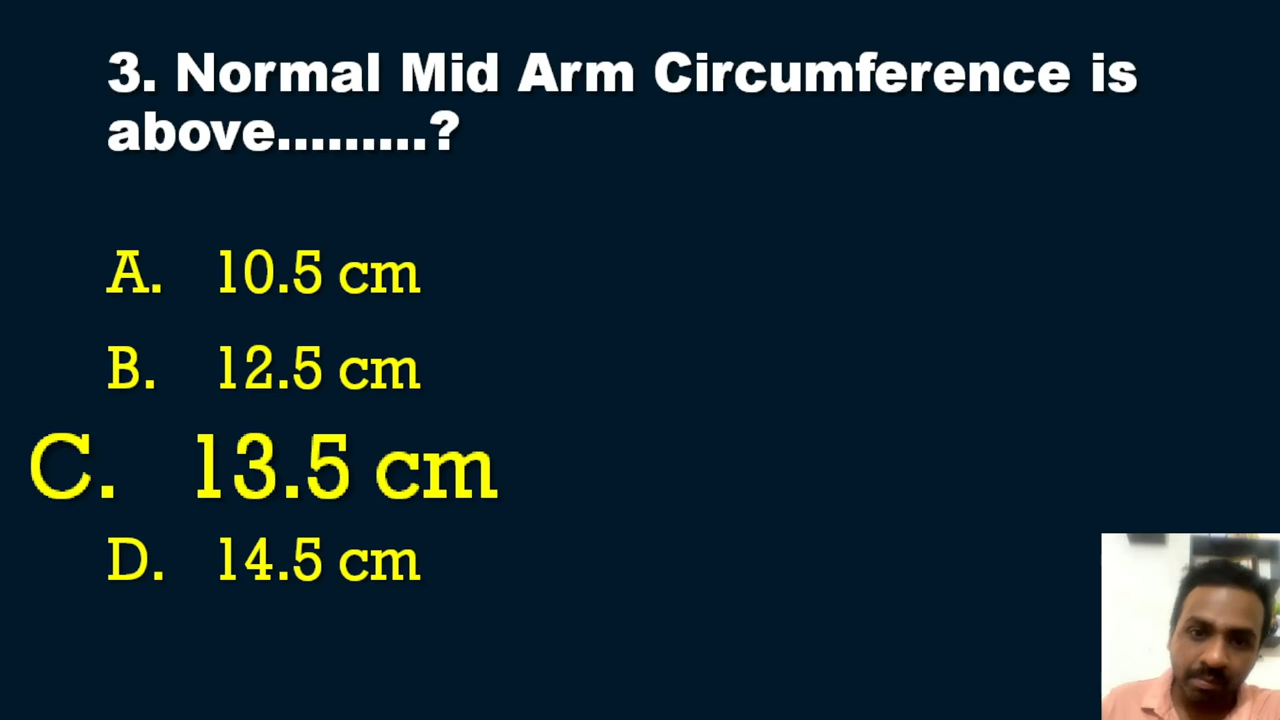 3. Normal Mid Arm Circumference is
above.........?
A. 10.5 cm
B. 12.5 cm
C. 13.5 cm
D. 14.5 cm